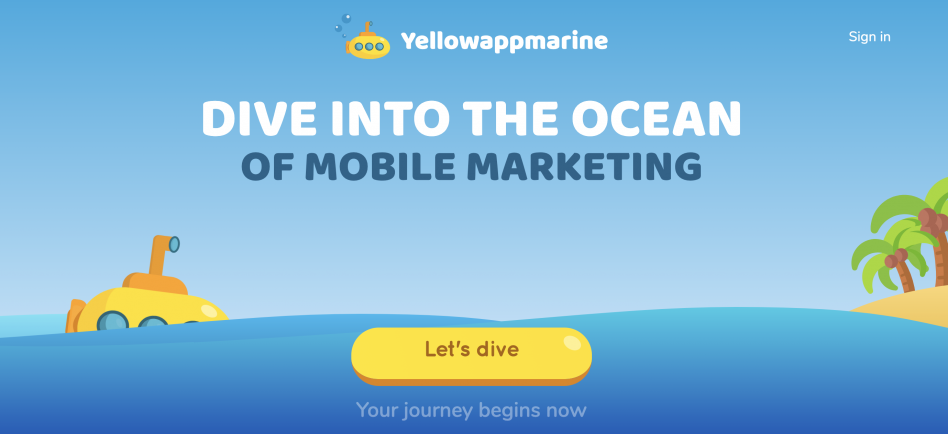 Yellowappmarine
Sign in
DIVE INTO THE OCEAN
OF MOBILE MARKETING
Let's dive
Your journey begins now